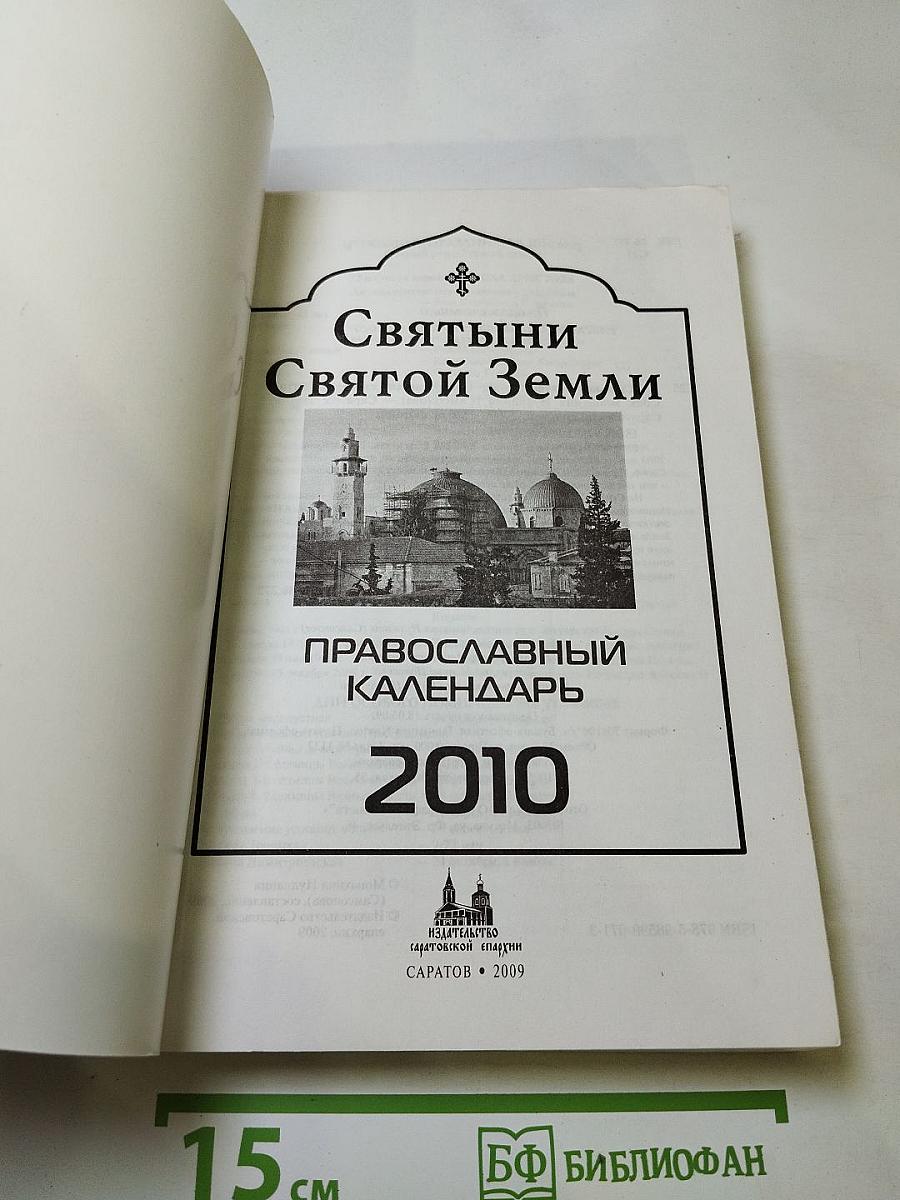 Святыни
Святой Земли
ПРАВОСЛАВНЫЙ
КАЛЕНДАРЬ
2010
ИЗДАТЕЛЬСТВО
САРАТОВСКОЙ ЕПАРХИИ
САРАТОВ • 2009
15 см
БФ БИБЛИОФАН